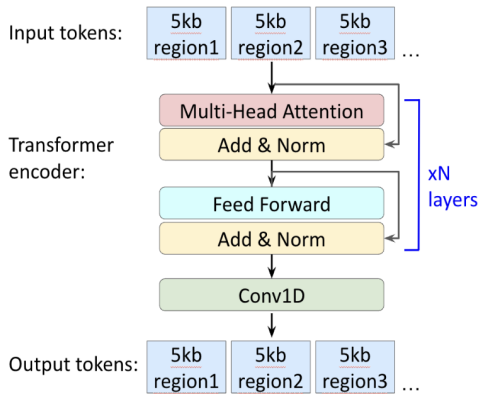 Input tokens:
5kb region1
5kb region2
5kb region3
...
Multi-Head Attention
Add & Norm
Transformer encoder:
Feed Forward
Add & Norm
xN layers
Conv1D
Output tokens:
5kb region1
5kb region2
5kb region3
...